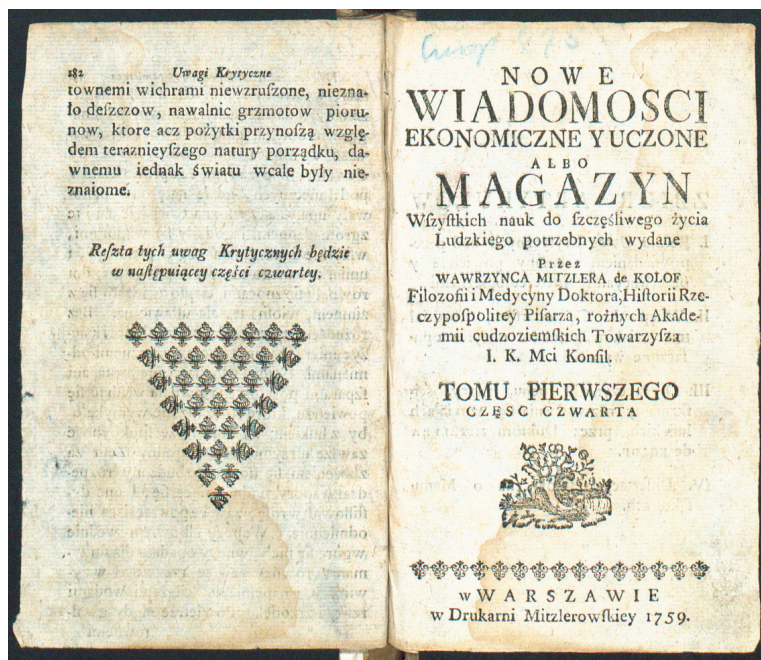 182 Uwagi Krytyczne
townemi wichrami niewzruſzone, niezna-
ło deſzczow, nawalnic grzmotow pioru-
now, ktore acz pożytki przynoſzą wzglę-
dem teraznieyſzego natury porządku, da-
wnemu iednak światu wcale były nie-
znaiome.
Reſzta tych uwag Krytycznych będzie
w naſtępuiącey częſci czwartey.
NOWE
WIADOMOSCI
EKONOMICZNE Y UCZONE
ALBO
MAGAZYN
Wſzyſtkich nauk do ſzczęśliwego życia
Ludzkiego potrzebnych wydane
Przez
WAWRZYNCA MITZLERA de KOLOF
Filozofii i Medycyny Doktora, Hiſtorii Rze-
czypoſpolitey Piſarza, rożnych Akade-
mii cudzoziemſkich Towarzyſza
I. K. Mci Konſil.
TOMU PIERWSZEGO
CZĘSC CZWARTA
w WARSZAWIE
w Drukarni Mitzlerowſkiey 1759.